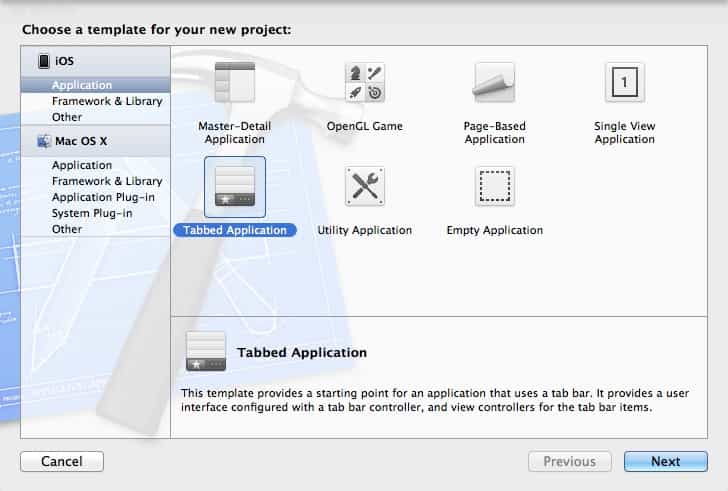 Choose a template for your new project:
iOS
Application
Framework & Library
Other
Mac OS X
Application
Framework & Library
Application Plug-in
System Plug-in
Other
Master-Detail
Application
OpenGL Game
Page-Based
Application
1
Single View
Application
Tabbed Application
Utility Application
Empty Application
Tabbed Application
This template provides a starting point for an application that uses a tab bar. It provides a user
interface configured with a tab bar controller, and view controllers for the tab bar items.
Cancel
Previous
Next